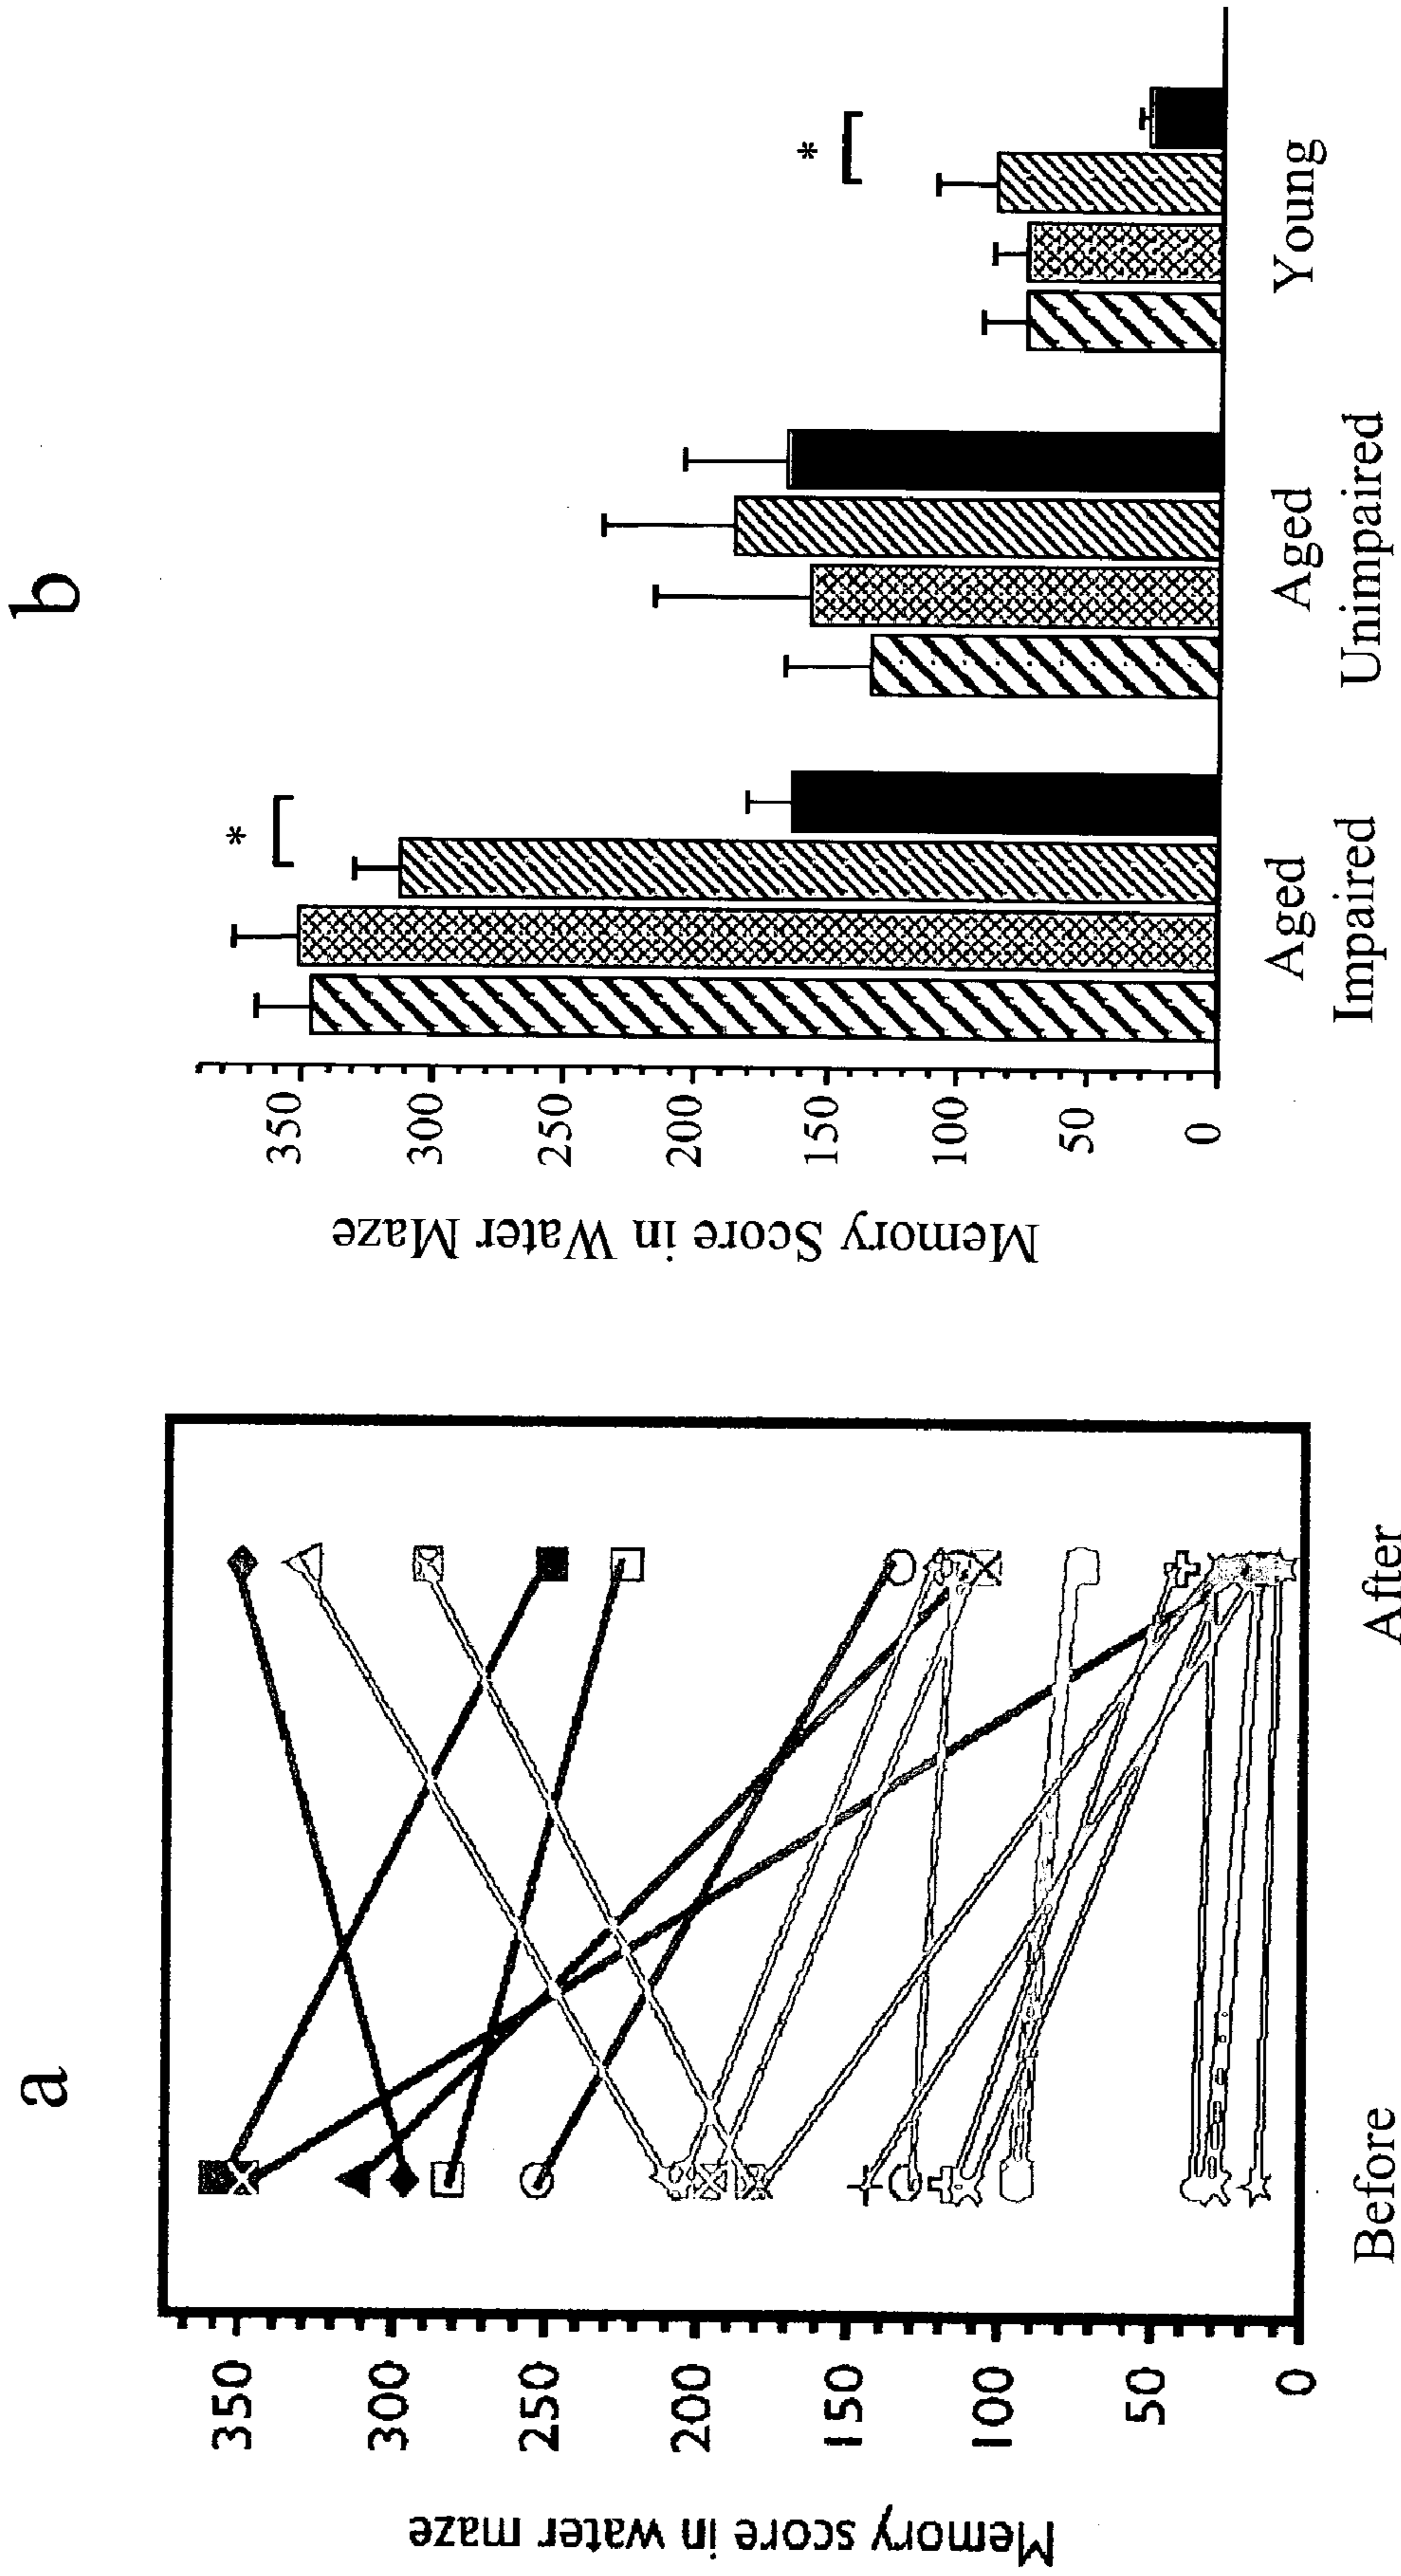 a
Memory score in water maze
350
300
250
200
150
100
50
0
Before
After
b
Memory Score in Water Maze
350
300
250
200
150
100
50
0
*
*
Aged
Impaired
Aged
Unimpaired
Young